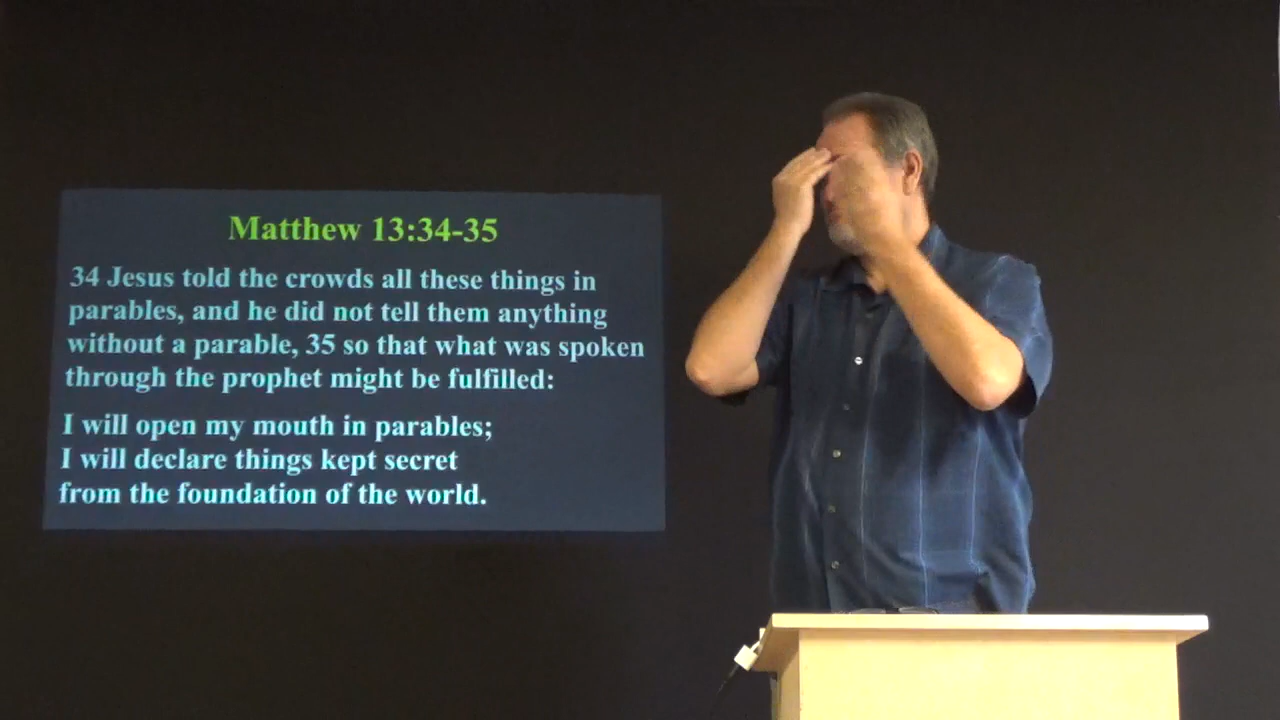 Matthew 13:34-35
34 Jesus told the crowds all these things in
parables, and he did not tell them anything
without a parable, 35 so that what was spoken
through the prophet might be fulfilled:
I will open my mouth in parables;
I will declare things kept secret
from the foundation of the world.